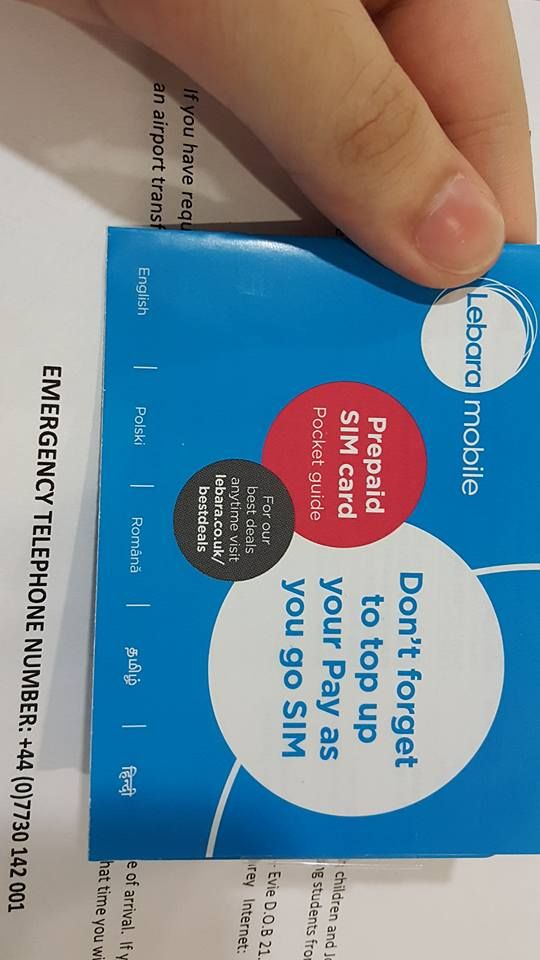 If you have requ
an airport transf
Lebara mobile
Prepaid
SIM card
Pocket guide
Don't forget
to top up
your Pay as
you go SIM
For our
best deals
anytime visit
lebara.co.uk/
bestdeals
English | Polski | Română | தமிழ் | हिन्दी
children and
ng students fro
Evie D.O.B 21.
rey Internet:
e of arrival. If y
hat time you wi
EMERGENCY TELEPHONE NUMBER: +44 (0)7730 142 001